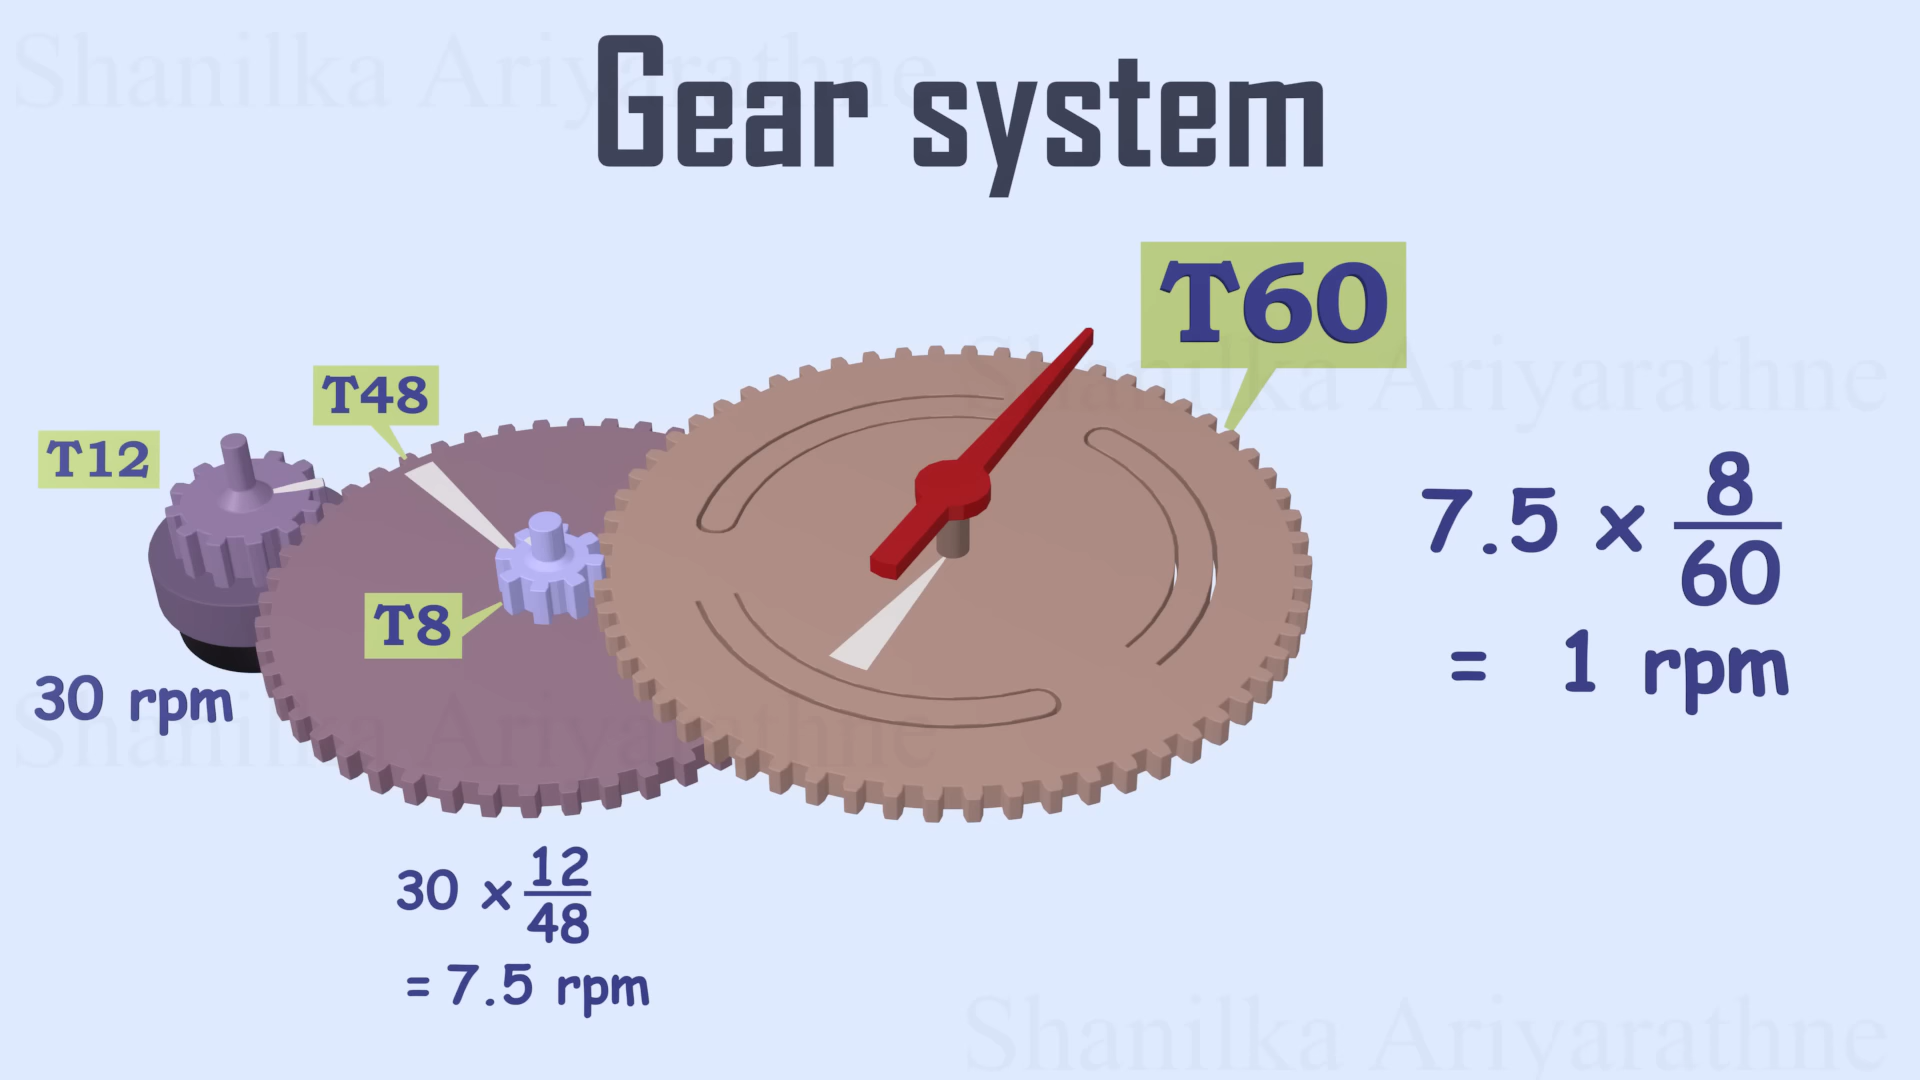 Shanilka Ariyarathne
Gear system
T60
Shanilka Ariyarathne
T48
T12
T8
7.5 x 8/60
= 1 rpm
30 rpm
Shanilka Ariyarathne
30 x 12/48
= 7.5 rpm
Shanilka Ariyarathne